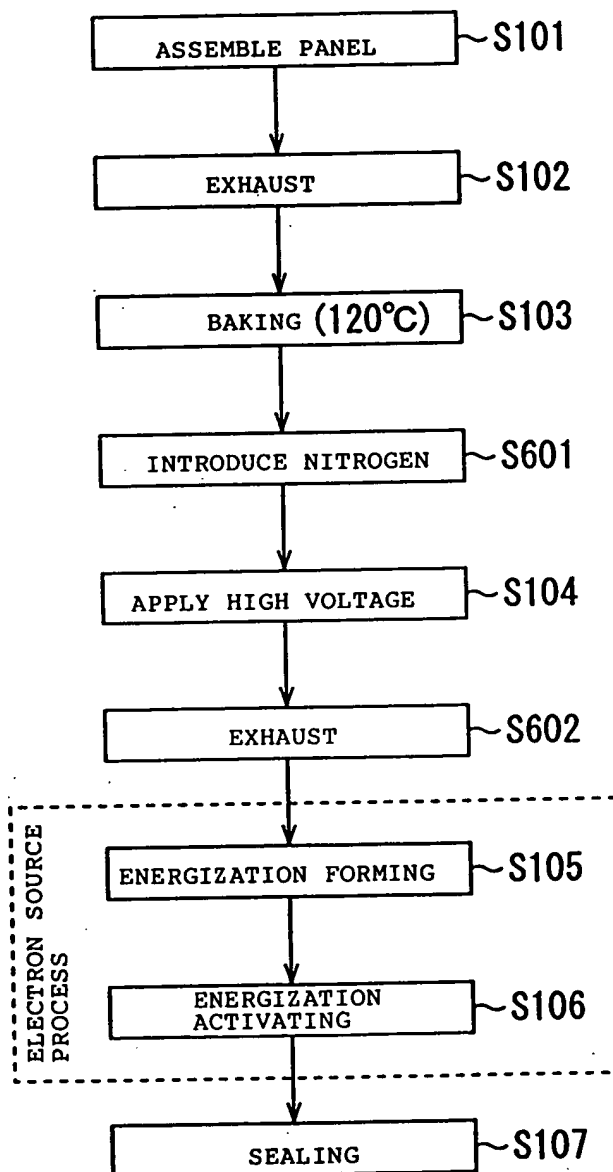 ASSEMBLE PANEL S101
EXHAUST S102
BAKING (120°C) S103
INTRODUCE NITROGEN S601
APPLY HIGH VOLTAGE S104
EXHAUST S602
ELECTRON SOURCE
PROCESS
ENERGIZATION FORMING S105
ENERGIZATION
ACTIVATING S106
SEALING S107